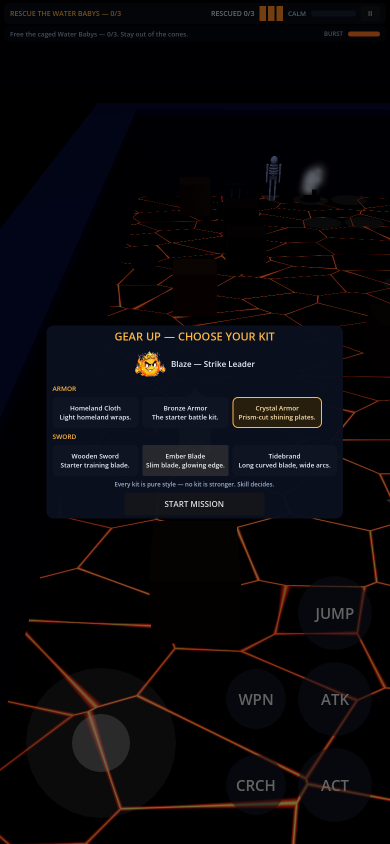 RESCUE THE WATER BABYS — 0/3
RESCUED 0/3
CALM
Free the caged Water Babys — 0/3. Stay out of the cones.
BURST
GEAR UP — CHOOSE YOUR KIT
Blaze — Strike Leader
ARMOR
Homeland Cloth
Light homeland wraps.
Bronze Armor
The starter battle kit.
Crystal Armor
Prism-cut shining plates.
SWORD
Wooden Sword
Starter training blade.
Ember Blade
Slim blade, glowing edge.
Tidebrand
Long curved blade, wide arcs.
Every kit is pure style — no kit is stronger. Skill decides.
START MISSION
JUMP
WPN
ATK
CRCH
ACT